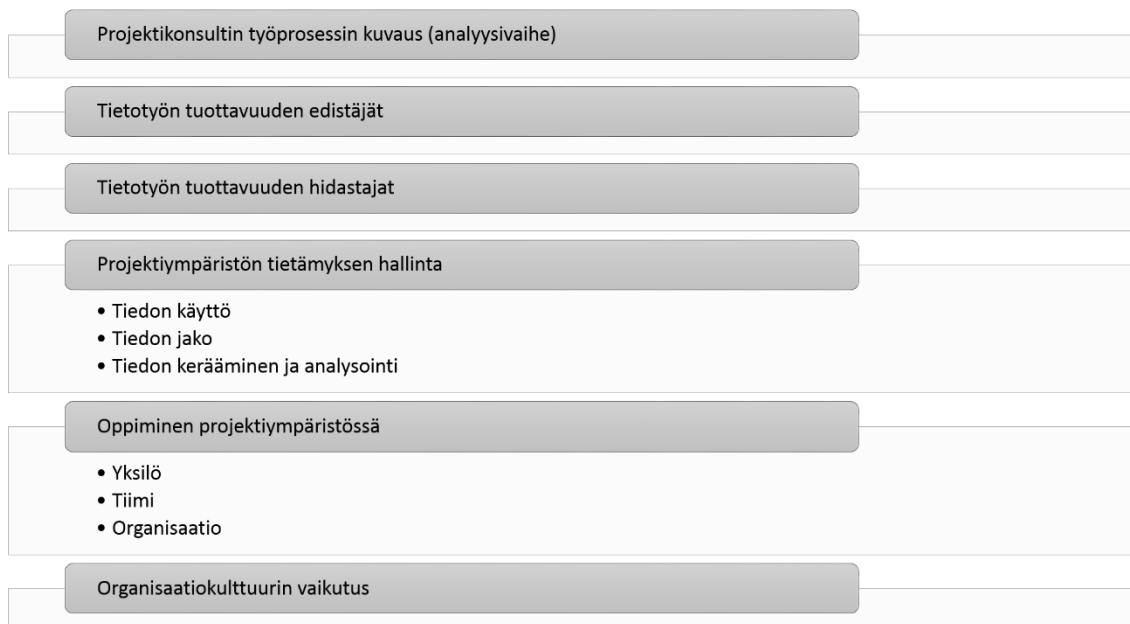 Projektikonsultin työprosessin kuvaus (analyysivaihe)
Tietotyön tuottavuuden edistäjät
Tietotyön tuottavuuden hidastajat
Projektiympäristön tietämyksen hallinta
• Tiedon käyttö
• Tiedon jako
• Tiedon kerääminen ja analysointi
Oppiminen projektiympäristössä
• Yksilö
• Tiimi
• Organisaatio
Organisaatiokulttuurin vaikutus